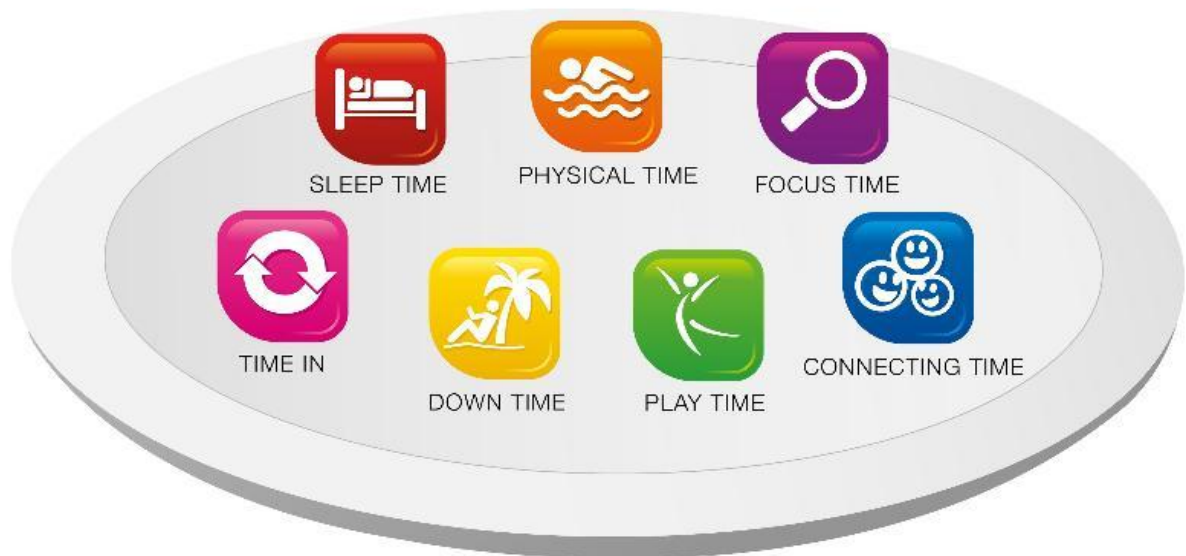 SLEEP TIME
PHYSICAL TIME
FOCUS TIME
TIME IN
DOWN TIME
PLAY TIME
CONNECTING TIME